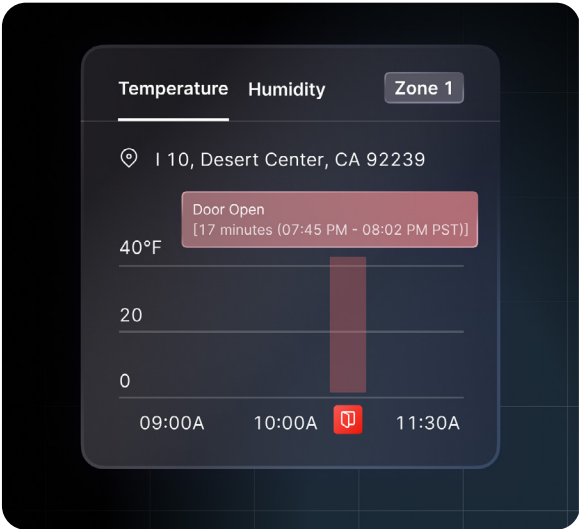 Temperature Humidity Zone 1
I 10, Desert Center, CA 92239
Door Open
[17 minutes (07:45 PM - 08:02 PM PST)]
40°F
20
0
09:00A 10:00A 11:30A